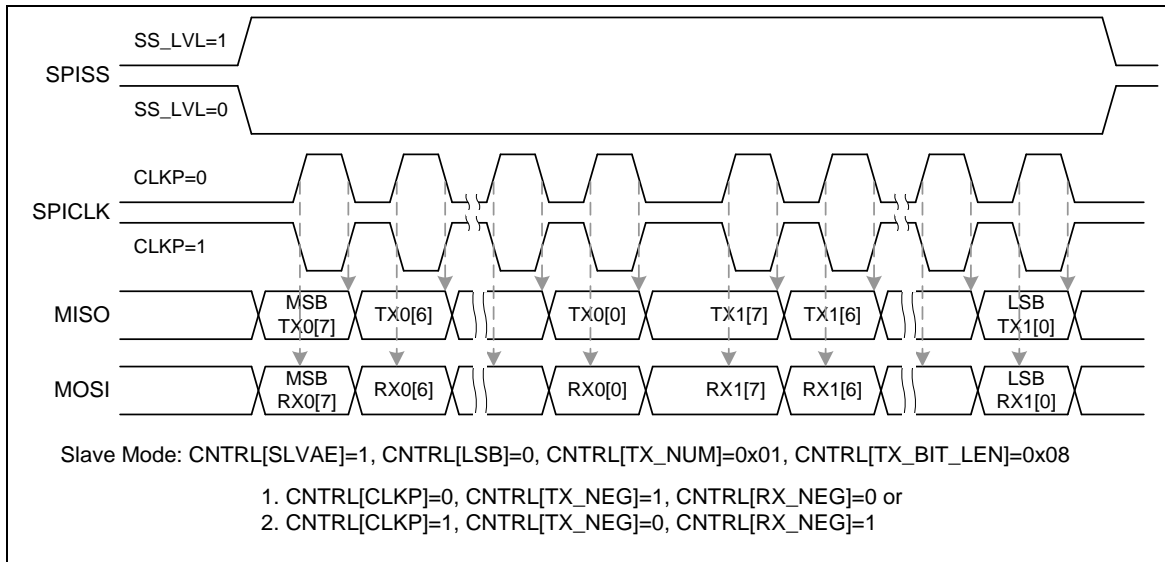 SS_LVL=1
SPISS
SS_LVL=0
CLKP=0
SPICLK
CLKP=1
MISO
MSB
TX0[7]
TX0[6]
TX0[0]
TX1[7]
TX1[6]
LSB
TX1[0]
MOSI
MSB
RX0[7]
RX0[6]
RX0[0]
RX1[7]
RX1[6]
LSB
RX1[0]
Slave Mode: CNTRL[SLVAE]=1, CNTRL[LSB]=0, CNTRL[TX_NUM]=0x01, CNTRL[TX_BIT_LEN]=0x08
1. CNTRL[CLKP]=0, CNTRL[TX_NEG]=1, CNTRL[RX_NEG]=0 or
2. CNTRL[CLKP]=1, CNTRL[TX_NEG]=0, CNTRL[RX_NEG]=1